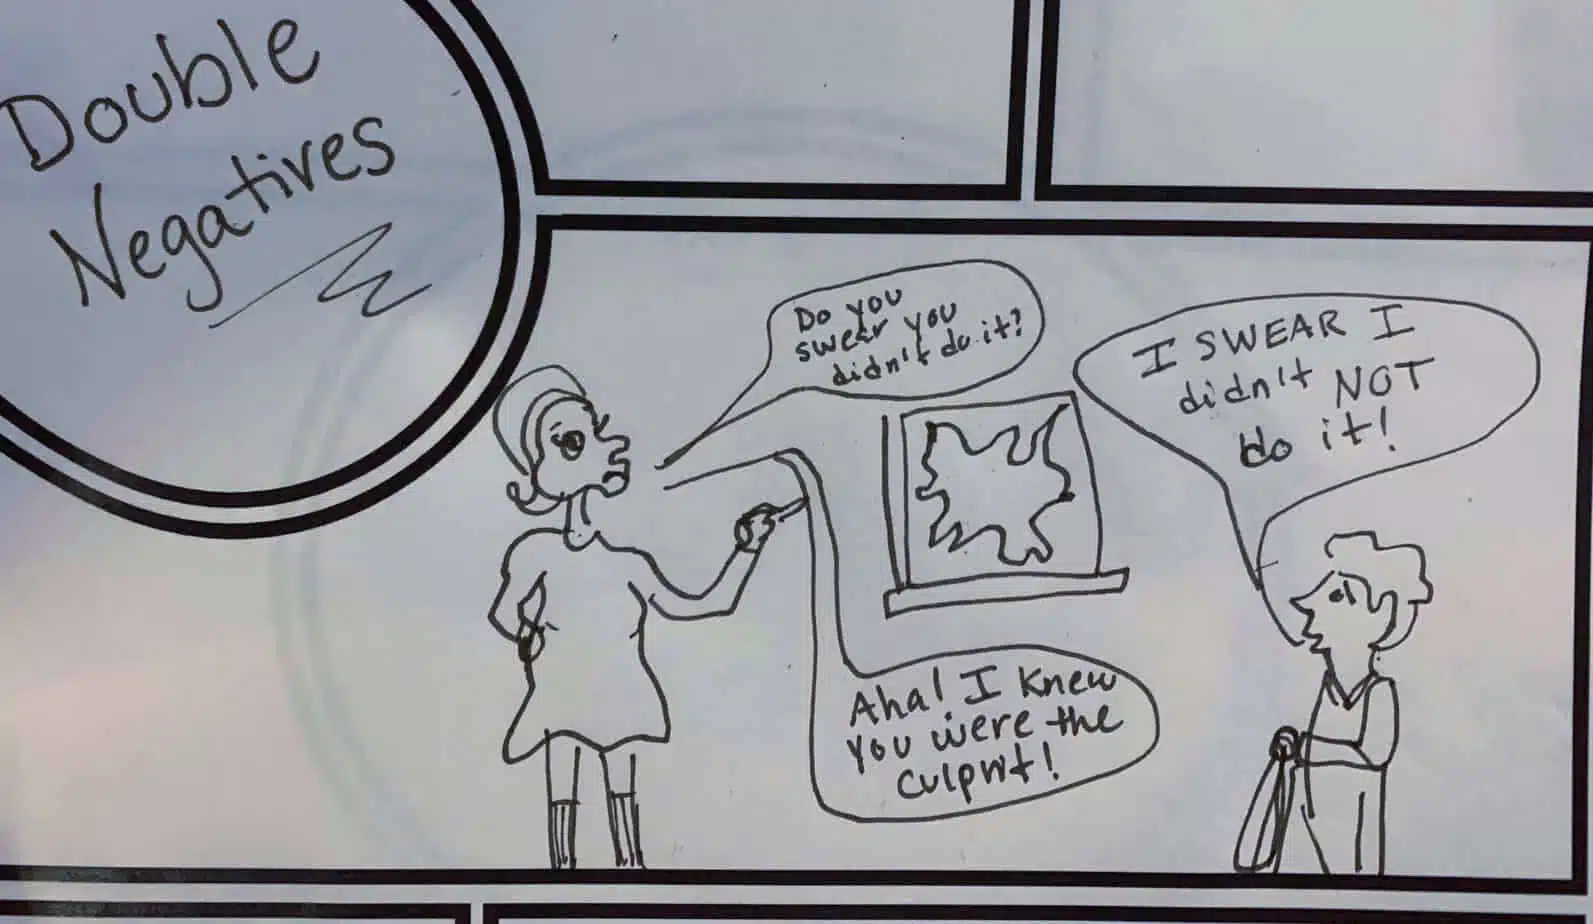 Double
Negatives
Do you
swear you
didn't do it?
I SWEAR I
didn't NOT
do it!
Aha! I knew
you were the
culprit!